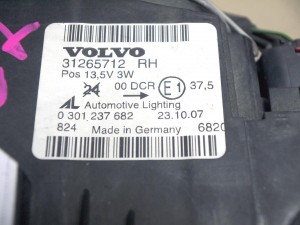 VOLVO
31265712 RH
Pos 13,5V 3W
24 00 DCR E1 37,5
AL Automotive Lighting
0 301 237 682 23.10.07
824 Made in Germany 6820